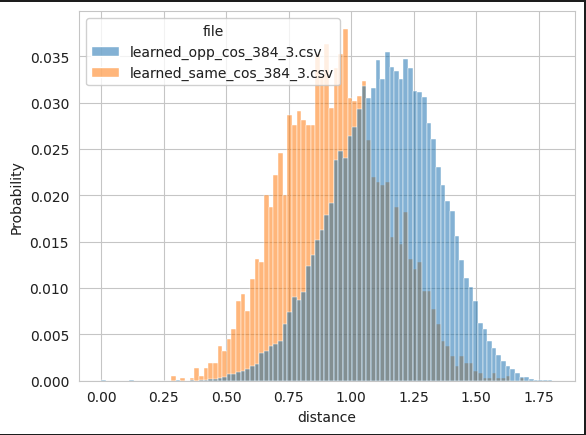 file
learned_opp_cos_384_3.csv
learned_same_cos_384_3.csv
Probability
0.035
0.030
0.025
0.020
0.015
0.010
0.005
0.000
0.00 0.25 0.50 0.75 1.00 1.25 1.50 1.75
distance